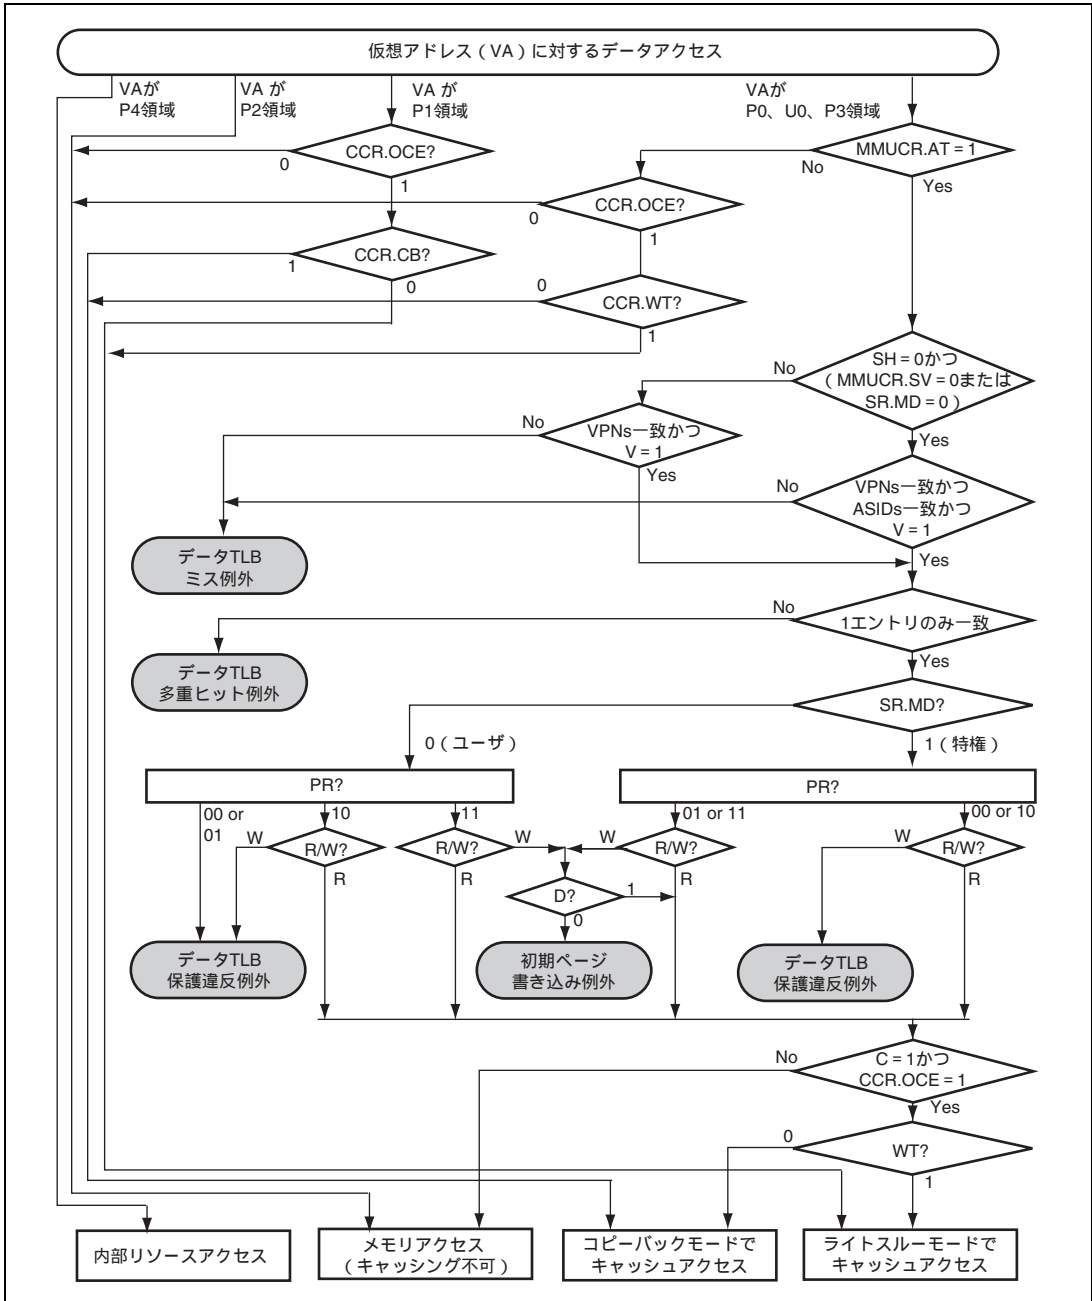 仮想アドレス(VA)に対するデータアクセス
VAが
P4領域
VAが
P2領域
VA が
P1領域
VAが
P0、U0、P3領域
CCR.OCE?
0
1
MMUCR.AT = 1
No
Yes
CCR.OCE?
0
1
CCR.CB?
1
0
CCR.WT?
0
1
SH = 0かつ
(MMUCR.SV = 0または
SR.MD = 0)
No
Yes
VPNs一致かつ
V = 1
No
Yes
VPNs一致かつ
ASIDs一致かつ
V = 1
No
Yes
データTLB
ミス例外
1エントリのみ一致
No
Yes
データTLB
多重ヒット例外
SR.MD?
0(ユーザ)
1(特権)
PR?
PR?
00 or
01
10
11
01 or 11
00 or 10
R/W?
W
R
R/W?
W
R
R/W?
W
R
R/W?
W
R
D?
1
0
データTLB
保護違反例外
初期ページ
書き込み例外
データTLB
保護違反例外
C = 1かつ
CCR.OCE = 1
No
Yes
WT?
0
1
内部リソースアクセス
メモリアクセス
(キャッシング不可)
コピーバックモードで
キャッシュアクセス
ライトスルーモードで
キャッシュアクセス